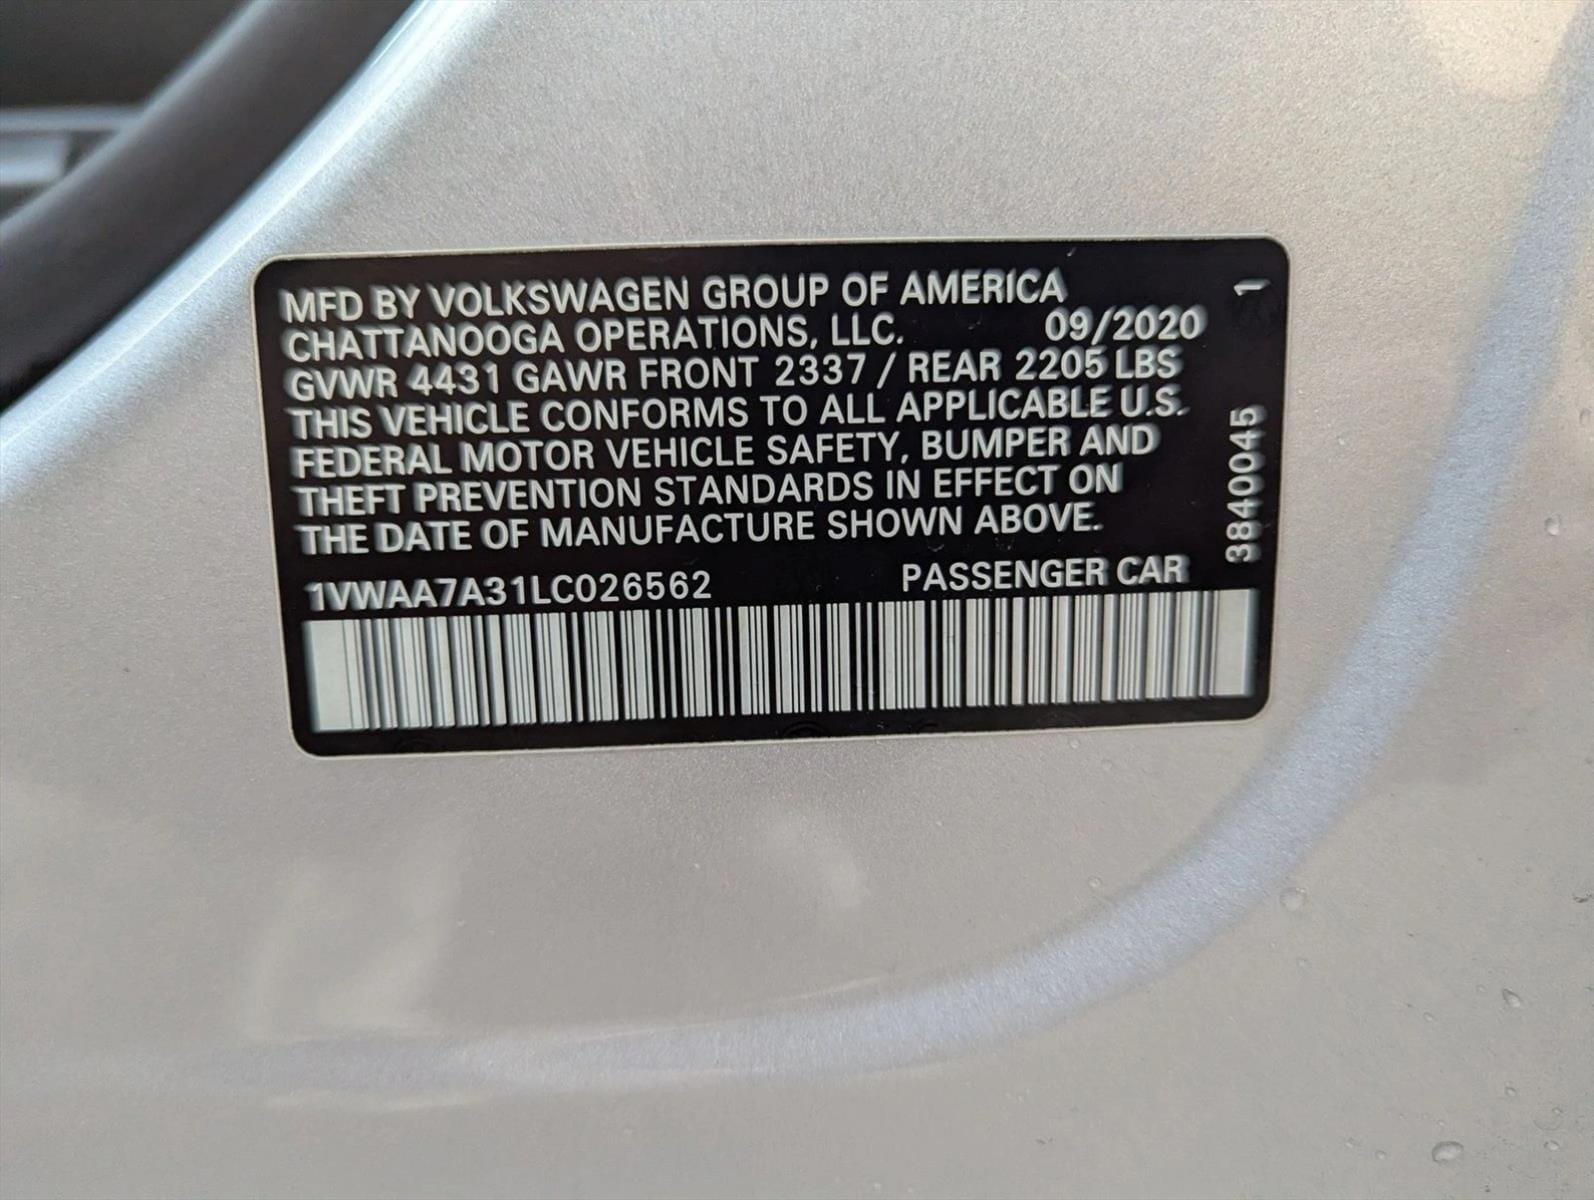 MFD BY VOLKSWAGEN GROUP OF AMERICA
CHATTANOOGA OPERATIONS, LLC. 09/2020
GVWR 4431 GAWR FRONT 2337 / REAR 2205 LBS
THIS VEHICLE CONFORMS TO ALL APPLICABLE U.S.
FEDERAL MOTOR VEHICLE SAFETY, BUMPER AND
THEFT PREVENTION STANDARDS IN EFFECT ON
THE DATE OF MANUFACTURE SHOWN ABOVE.
1VWAA7A31LC026562 PASSENGER CAR
3840045 1